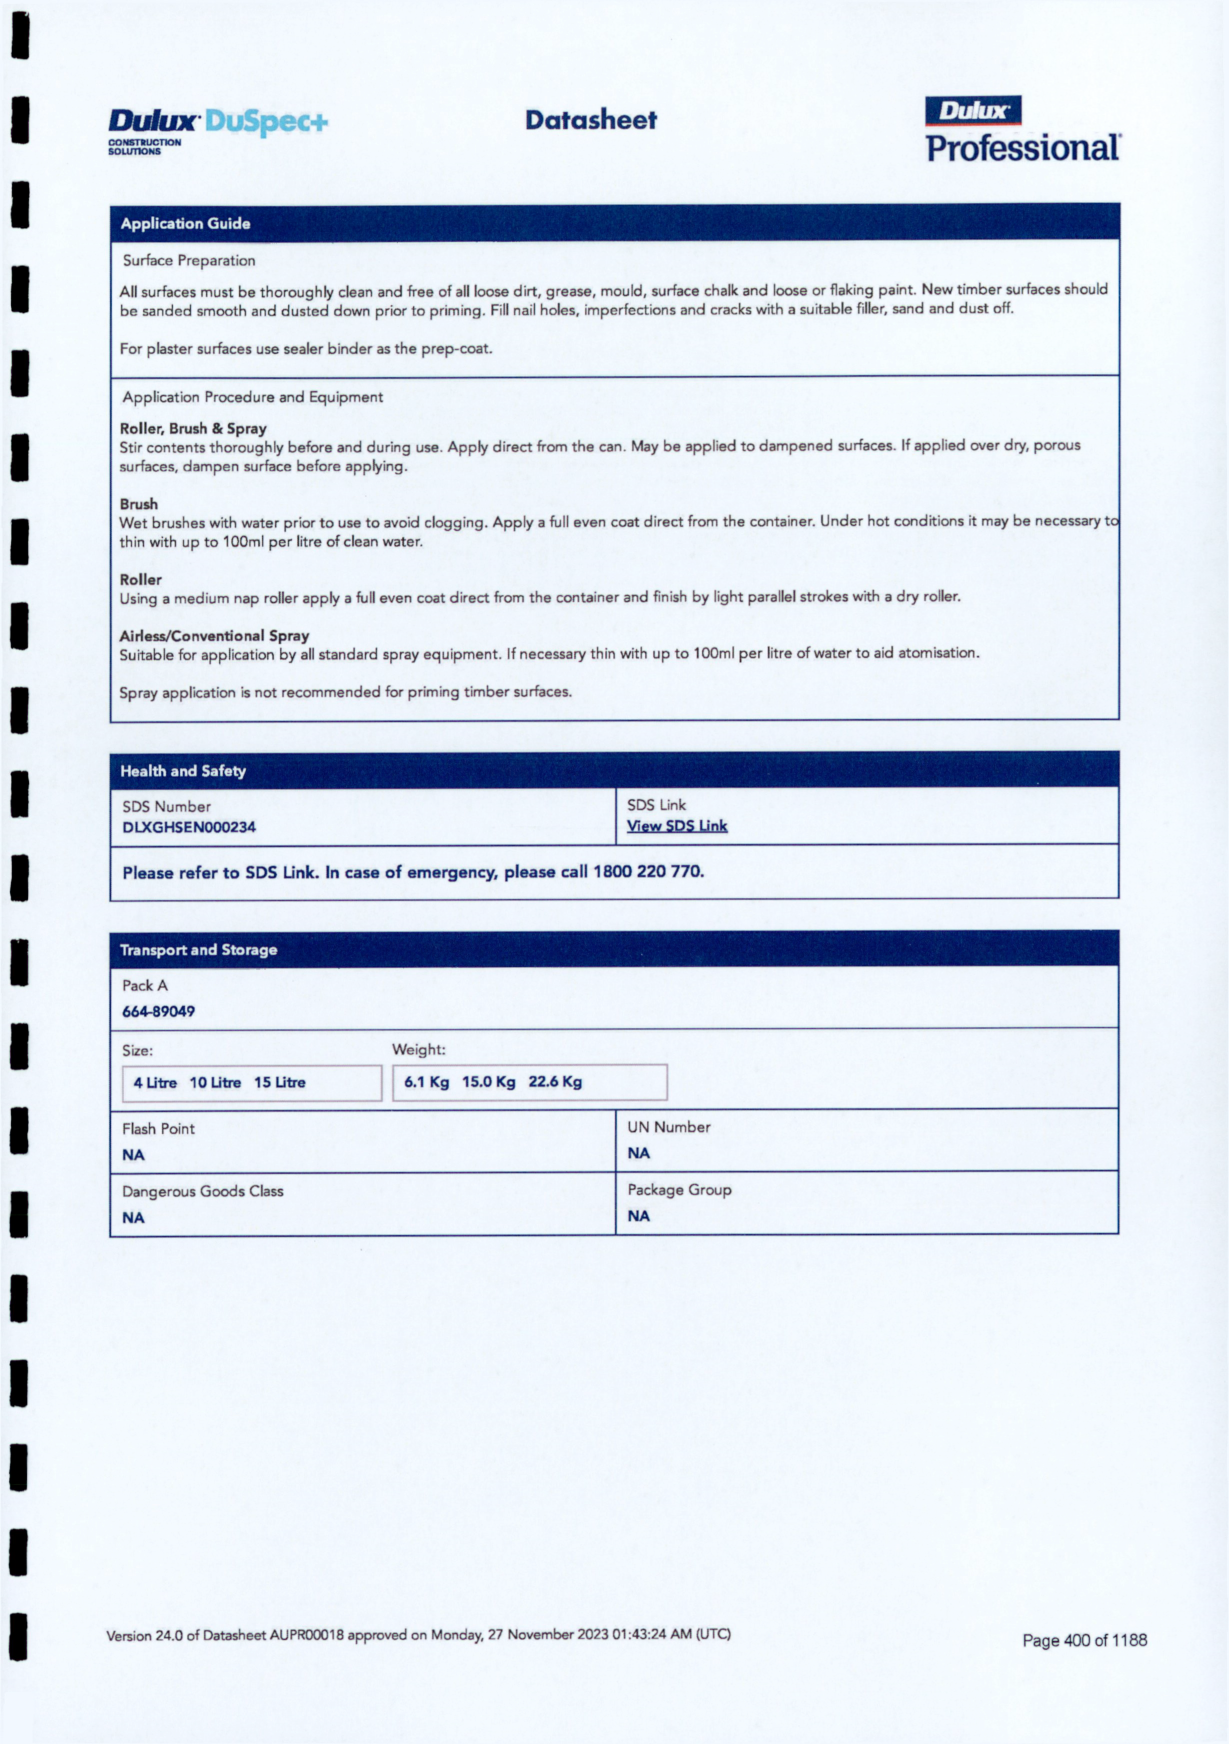 Dulux DuSpec+
CONSTRUCTION
SOLUTIONS
Datasheet
Dulux
Professional
Application Guide
Surface Preparation
All surfaces must be thoroughly clean and free of all loose dirt, grease, mould, surface chalk and loose or flaking paint. New timber surfaces should
be sanded smooth and dusted down prior to priming. Fill nail holes, imperfections and cracks with a suitable filler, sand and dust off.
For plaster surfaces use sealer binder as the prep-coat.
Application Procedure and Equipment
Roller, Brush & Spray
Stir contents thoroughly before and during use. Apply direct from the can. May be applied to dampened surfaces. If applied over dry, porous
surfaces, dampen surface before applying.
Brush
Wet brushes with water prior to use to avoid clogging. Apply a full even coat direct from the container. Under hot conditions it may be necessary to
thin with up to 100ml per litre of clean water.
Roller
Using a medium nap roller apply a full even coat direct from the container and finish by light parallel strokes with a dry roller.
Airless/Conventional Spray
Suitable for application by all standard spray equipment. If necessary thin with up to 100ml per litre of water to aid atomisation.
Spray application is not recommended for priming timber surfaces.
Health and Safety
SDS Number
DLXGHSEN000234
SDS Link
View SDS Link
Please refer to SDS Link. In case of emergency, please call 1800 220 770.
Transport and Storage
Pack A
664-89049
Size:
4 Litre 10 Litre 15 Litre
Weight:
6.1 Kg 15.0 Kg 22.6 Kg
Flash Point
NA
UN Number
NA
Dangerous Goods Class
NA
Package Group
NA
Version 24.0 of Datasheet AUPR00018 approved on Monday, 27 November 2023 01:43:24 AM (UTC)
Page 400 of 1188